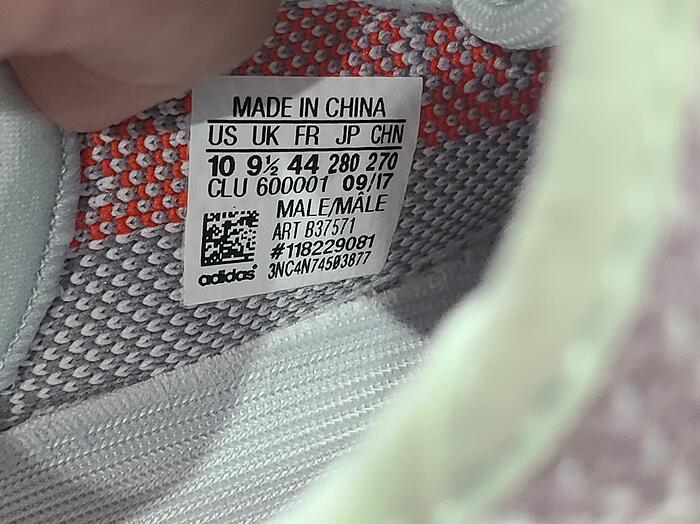 MADE IN CHINA
US UK FR JP CHN
10 9½ 44 280 270
CLU 600001 09/17
MALE/MÂLE
ART B37571
#118229081
adidas 3NC4N74503877